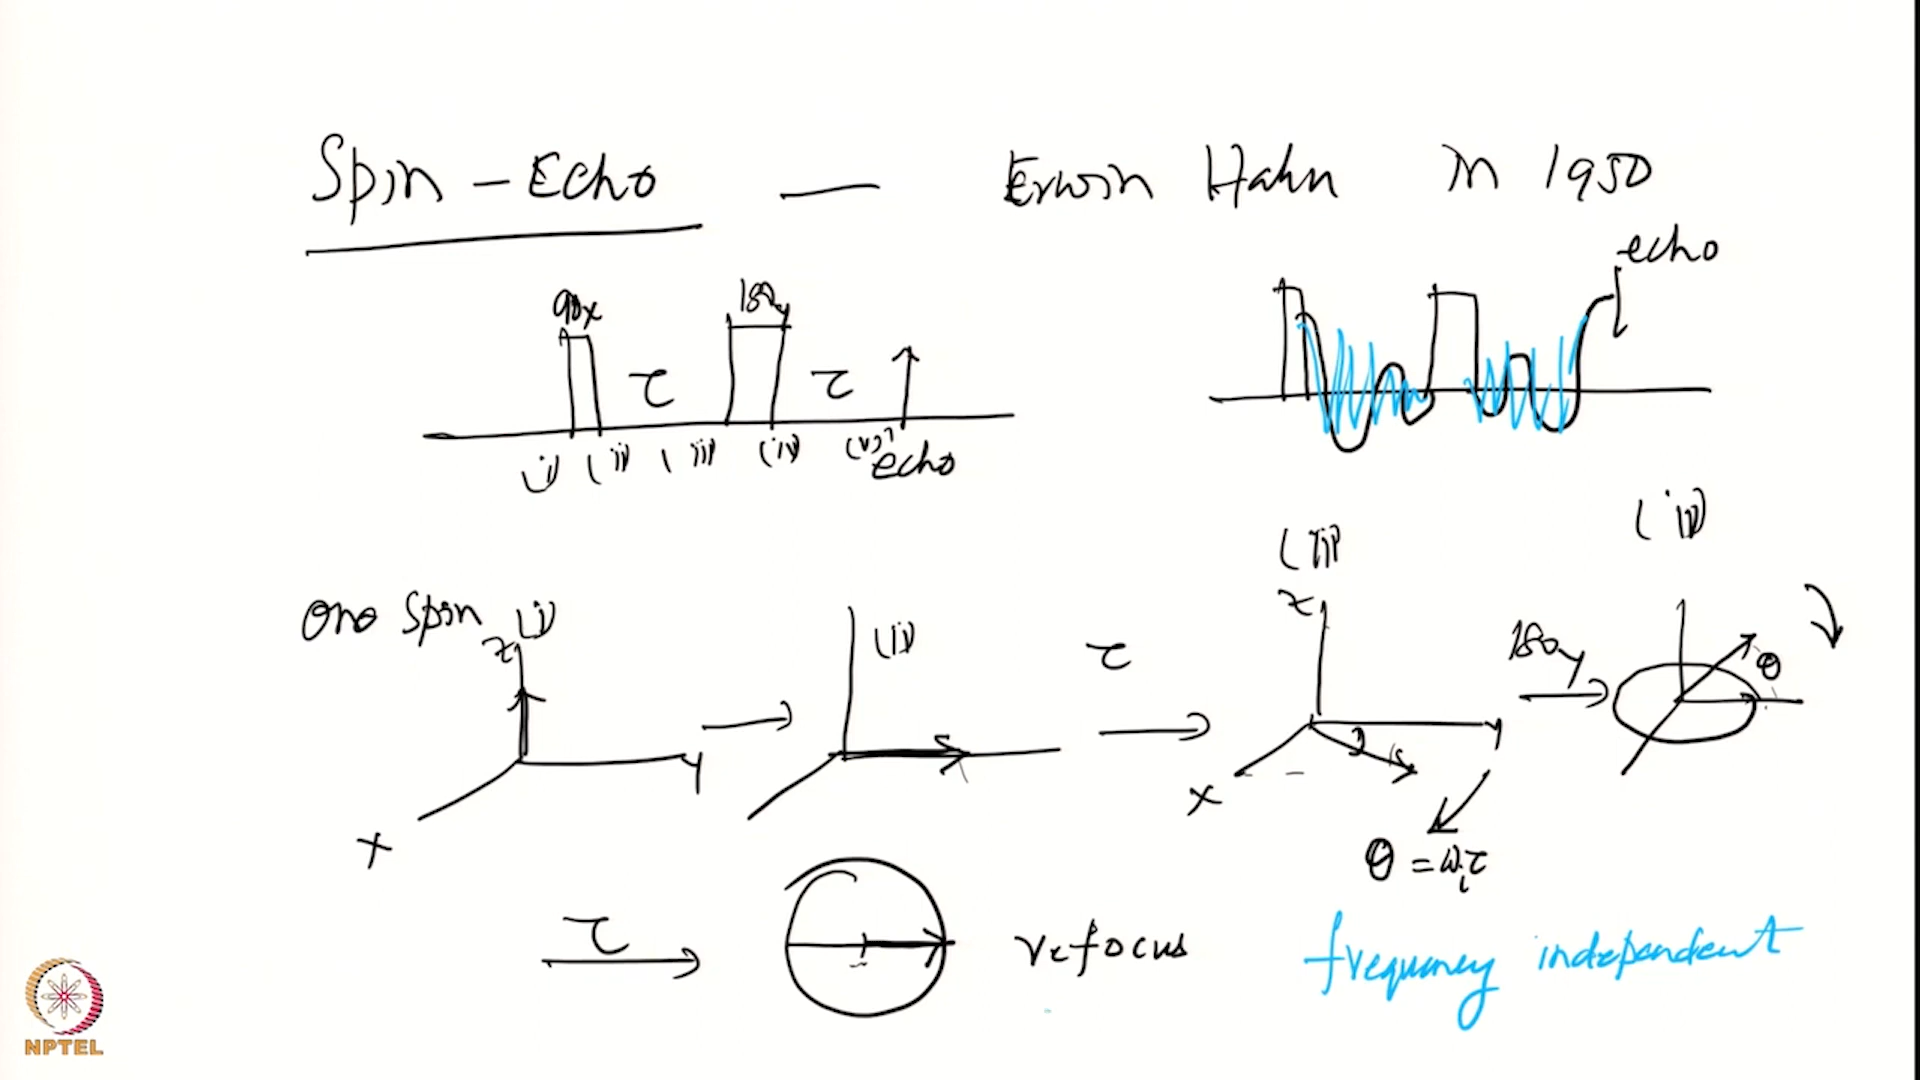 Spin - Echo — Erwin Hahn in 1950
echo
90x 180y
τ τ
(i) (ii) (iii) (iv) (v)
echo
(iii) (iv)
One spin (i) (ii) τ 180y θ
z z
y y
x x
θ = ωiτ
τ refocus frequency independent
NPTEL